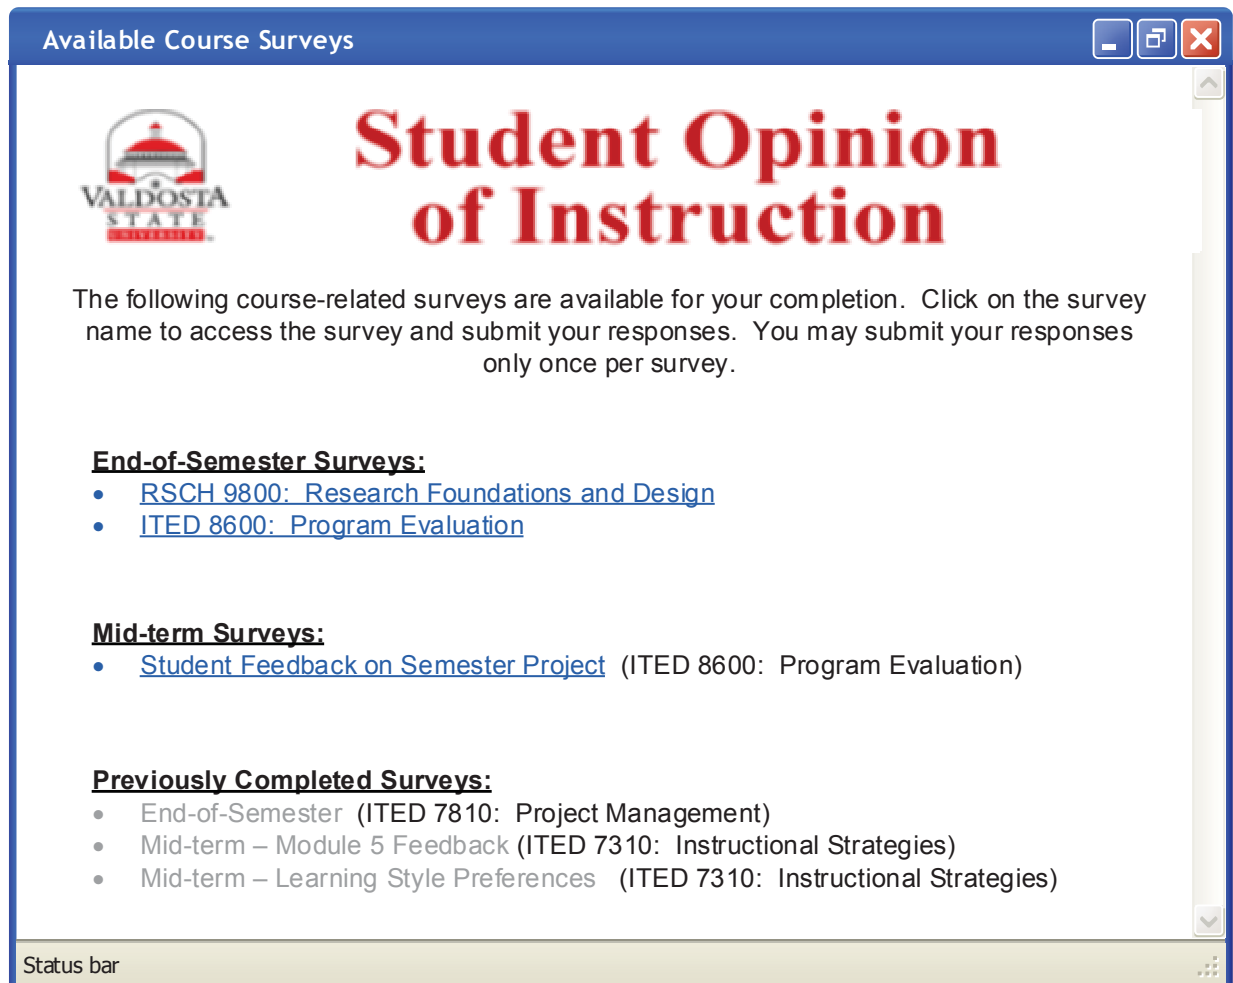 Available Course Surveys
VALDOSTA
STATE
UNIVERSITY
Student Opinion
of Instruction
The following course-related surveys are available for your completion.  Click on the survey
name to access the survey and submit your responses.  You may submit your responses
only once per survey.
End-of-Semester Surveys:
• RSCH 9800:  Research Foundations and Design
• ITED 8600:  Program Evaluation
Mid-term Surveys:
• Student Feedback on Semester Project  (ITED 8600:  Program Evaluation)
Previously Completed Surveys:
• End-of-Semester  (ITED 7810:  Project Management)
• Mid-term – Module 5 Feedback (ITED 7310:  Instructional Strategies)
• Mid-term – Learning Style Preferences   (ITED 7310:  Instructional Strategies)
Status bar